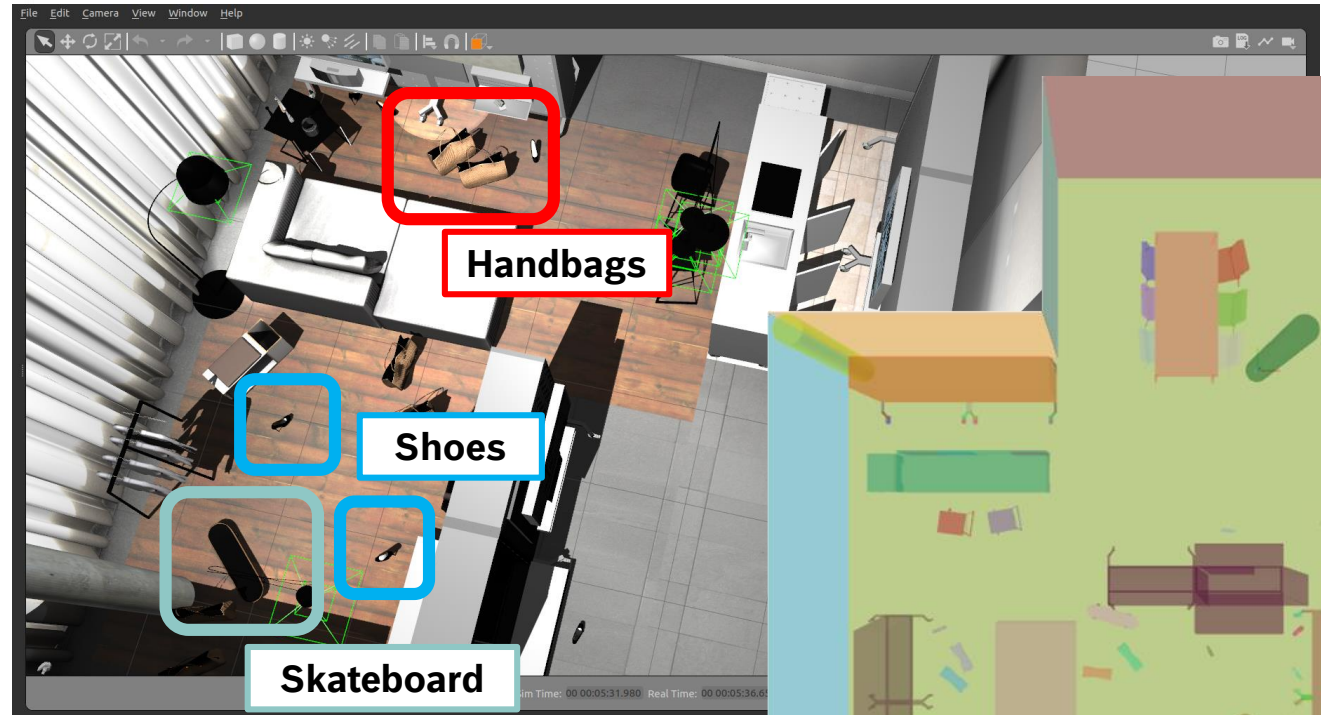 File Edit Camera View Window Help
Handbags
Shoes
Skateboard
Sim Time: 00 00:05:31.980 Real Time: 00 00:05:36.65